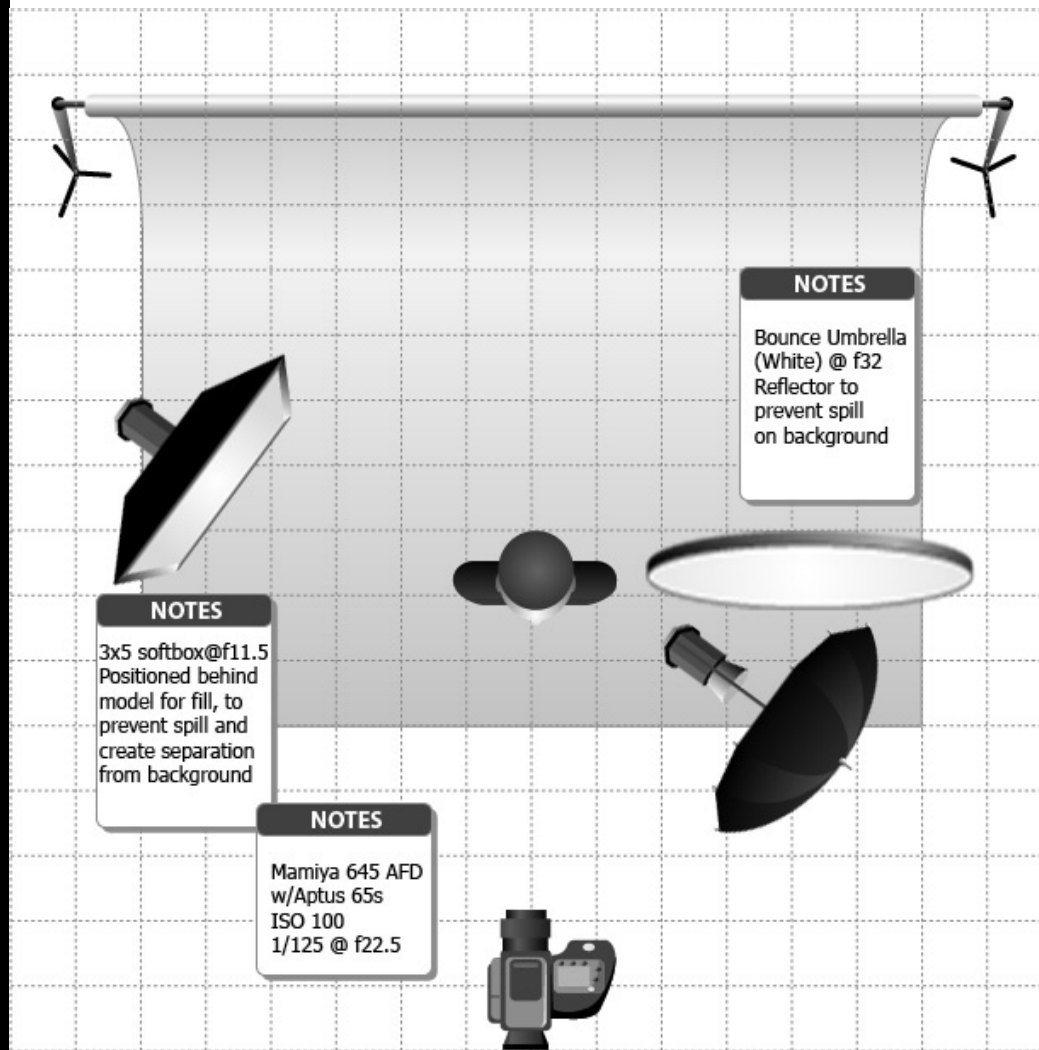 NOTES
Bounce Umbrella
(White) @ f32
Reflector to
prevent spill
on background
NOTES
3x5 softbox@f11.5
Positioned behind
model for fill, to
prevent spill and
create separation
from background
NOTES
Mamiya 645 AFD
w/Aptus 65s
ISO 100
1/125 @ f22.5